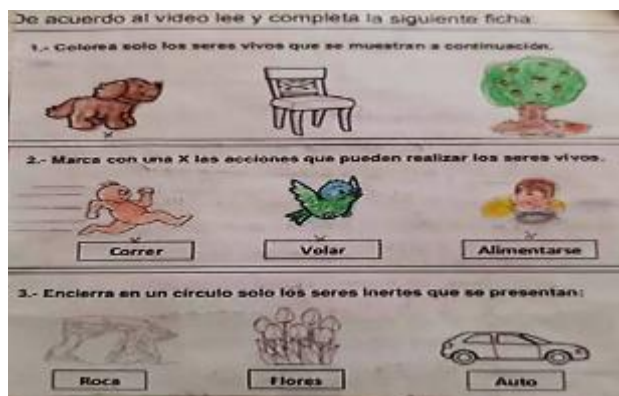 De acuerdo al video lee y completa la siguiente ficha:
1.- Colorea solo los seres vivos que se muestran a continuación.
2.- Marca con una X las acciones que pueden realizar los seres vivos.
Correr Volar Alimentarse
3.- Encierra en un círculo solo los seres inertes que se presentan:
Roca Flores Auto